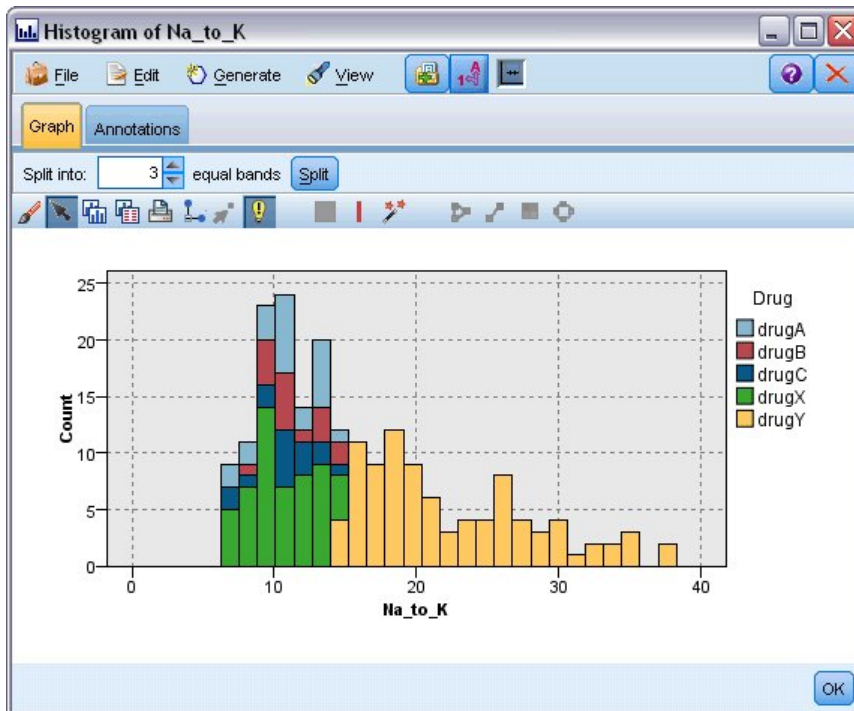 Histogram of Na_to_K
File Edit Generate View
Graph Annotations
Split into: 3 equal bands Split
25
20
15
10
5
0
Count
0 10 20 30 40
Na_to_K
Drug
drugA
drugB
drugC
drugX
drugY
OK